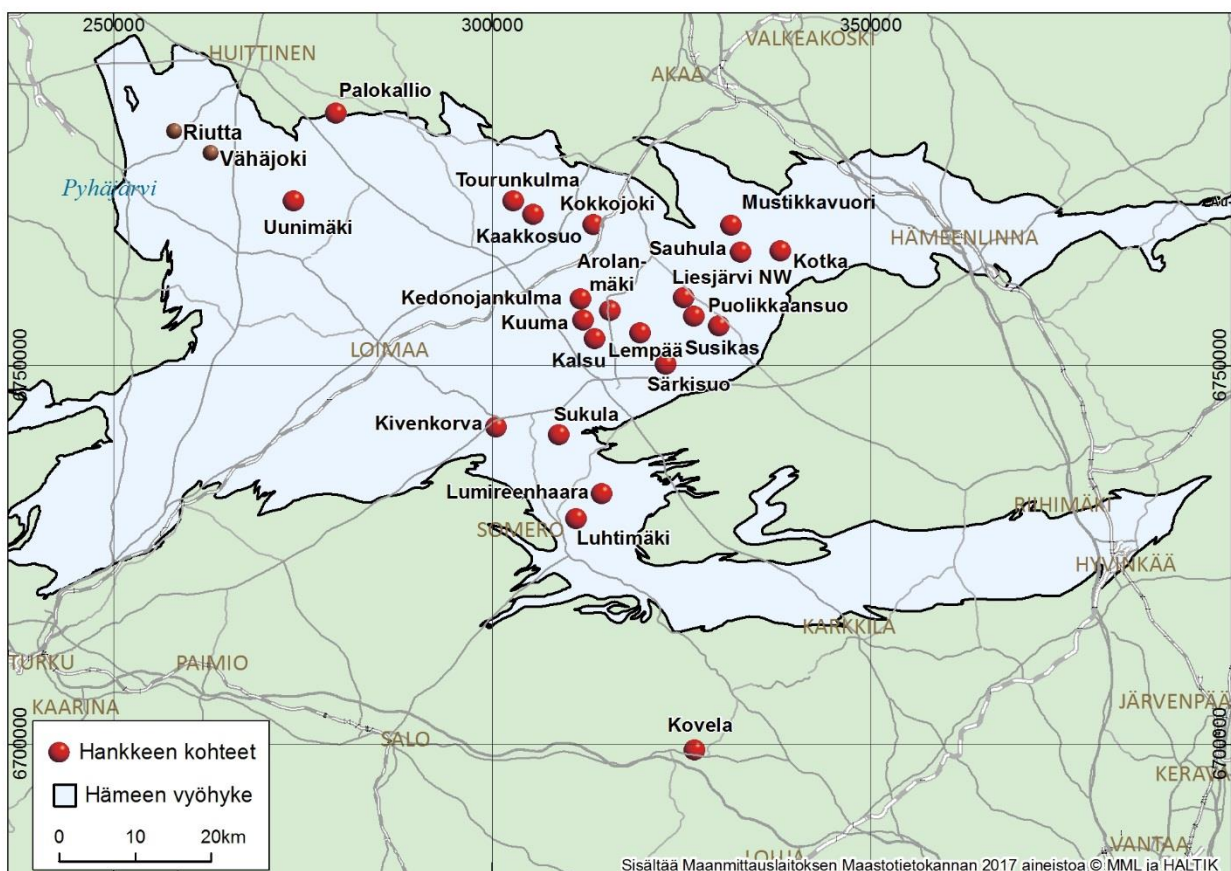 250000
300000
350000
VALKEAKOSKI
HUITTINEN
AKAA
Palokallio
Riutta
Vähäjoki
Pyhäjärvi
Tourunkulma
Kokkojoki
Mustikkavuori
Uunimäki
Kaakkosuo
Sauhula
Kotka
HÄMEENLINNA
Arolan-
mäki
Liesjärvi NW
Kedonojankulma
Puolikkaansuo
Kuuma
LOIMAA
Kalsu
Lempää
Susikas
Särkisuo
6750000
6750000
Kivenkorva
Sukula
Lumireenhaara
SOMERO
Luhtimäki
RIIHIMÄKI
HYVINKÄÄ
KARKKILA
TURKU
PAIMIO
KAARINA
JÄRVENPÄÄ
Kovela
SALO
6700000
6700000
KERAVA
VANTAA
Hankkeen kohteet
Hämeen vyöhyke
0 10 20km
Sisältää Maanmittauslaitoksen Maastotietokannan 2017 aineistoa © MML ja HALTIK